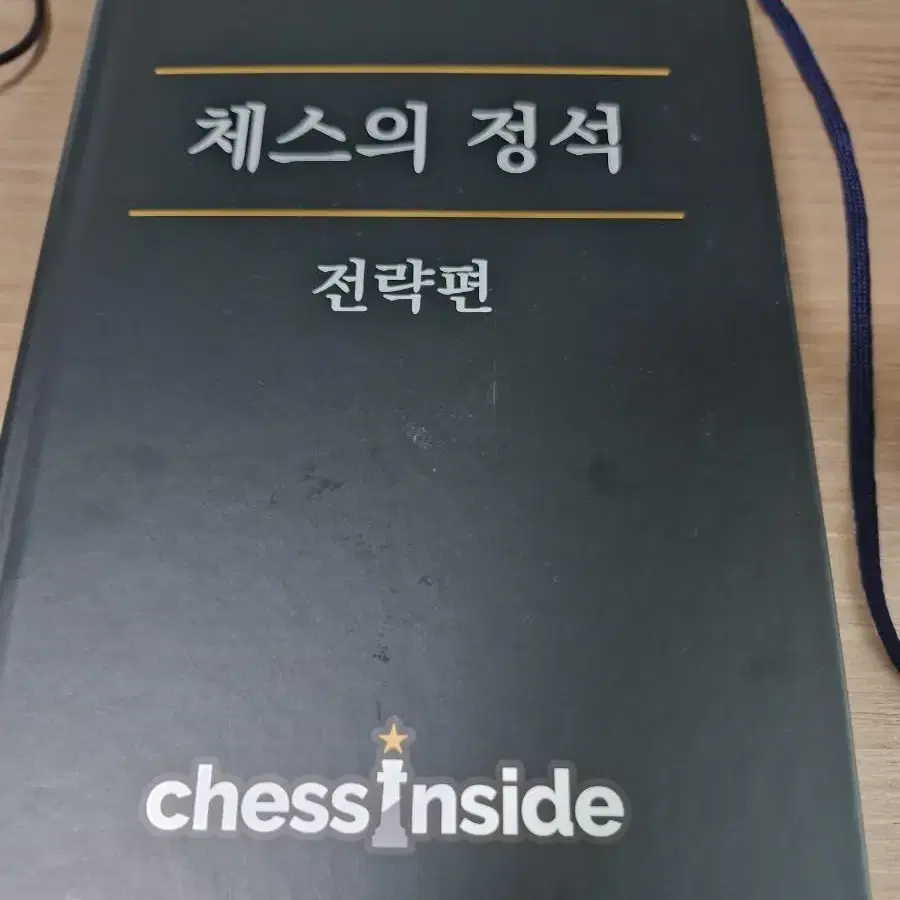 체스의 정석
전략편
chessinside